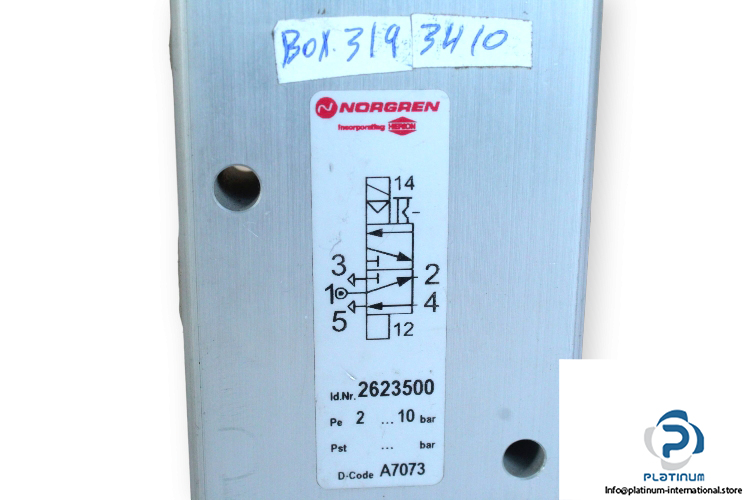 BOX 319 3410
NORGREN
Incorporating HERION
14
3
2
1
4
5
12
Id.Nr. 2623500
Pe 2 ... 10 bar
Pst ... bar
D-Code A7073
PLATINUM
Info@platinum-international.store